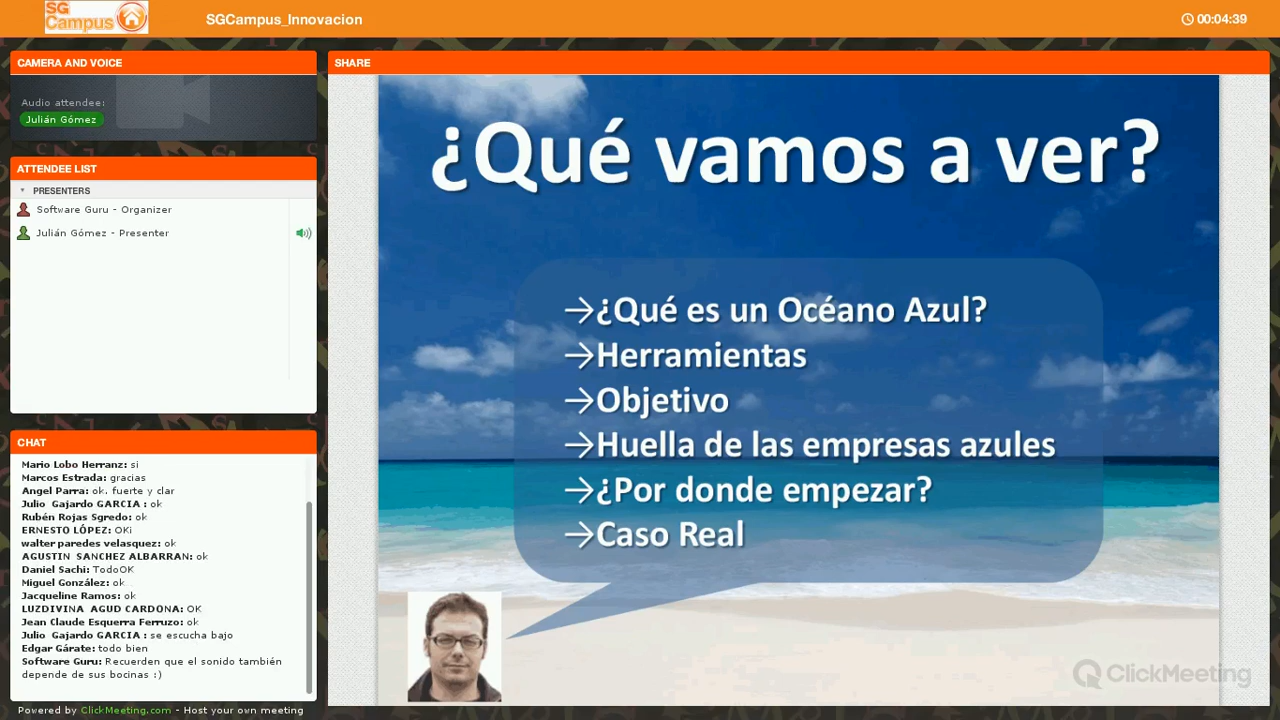 SG
Campus
SGCampus_Innovacion
00:04:39
CAMERA AND VOICE
Audio attendee:
Julián Gómez
ATTENDEE LIST
PRESENTERS
Software Guru - Organizer
Julián Gómez - Presenter
CHAT
Mario Lobo Herranz: si
Marcos Estrada: gracias
Angel Parra: ok. fuerte y clar
Julio Gajardo GARCIA : ok
Rubén Rojas Sgredo: ok
ERNESTO LÓPEZ: OKi
walter paredes velasquez: ok
AGUSTIN SANCHEZ ALBARRAN: ok
Daniel Sachi: TodoOK
Miguel González: ok
Jacqueline Ramos: ok
LUZDIVINA AGUD CARDONA: OK
Jean Claude Esquerra Ferruzo: ok
Julio Gajardo GARCIA : se escucha bajo
Edgar Gárate: todo bien
Software Guru: Recuerden que el sonido también
depende de sus bocinas :)
Powered by ClickMeeting.com - Host your own meeting
SHARE
¿Qué vamos a ver?
→¿Qué es un Océano Azul?
→Herramientas
→Objetivo
→Huella de las empresas azules
→¿Por donde empezar?
→Caso Real
ClickMeeting